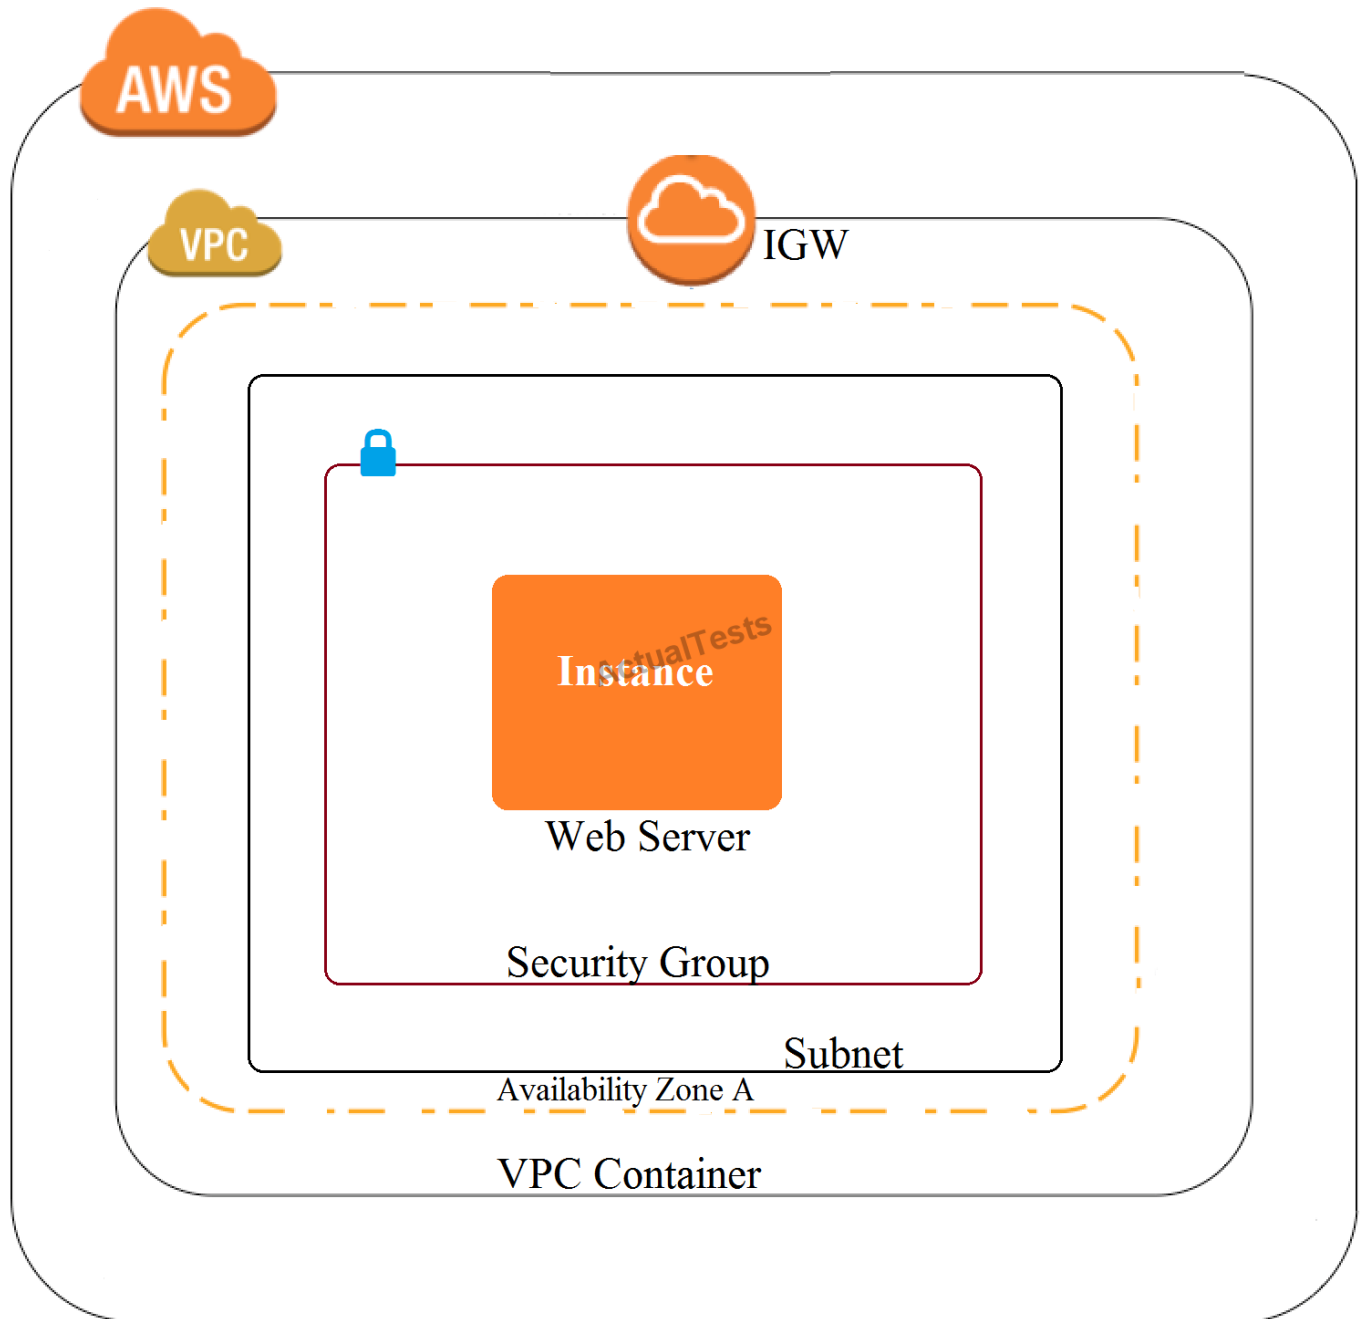 AWS
VPC
IGW
ActualTests
Instance
Web Server
Security Group
Subnet
Availability Zone A
VPC Container